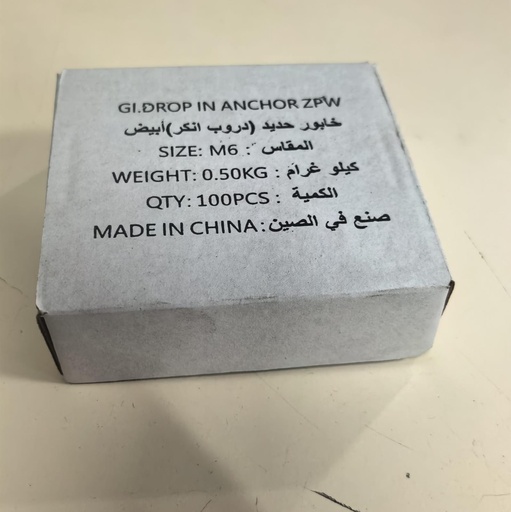 GI.DROP IN ANCHOR ZPW
خابور حديد (دروب انكر)أبيض
SIZE: M6 : المقاس
WEIGHT: 0.50KG : كيلو غرام
QTY: 100PCS : الكمية
MADE IN CHINA: صنع في الصين